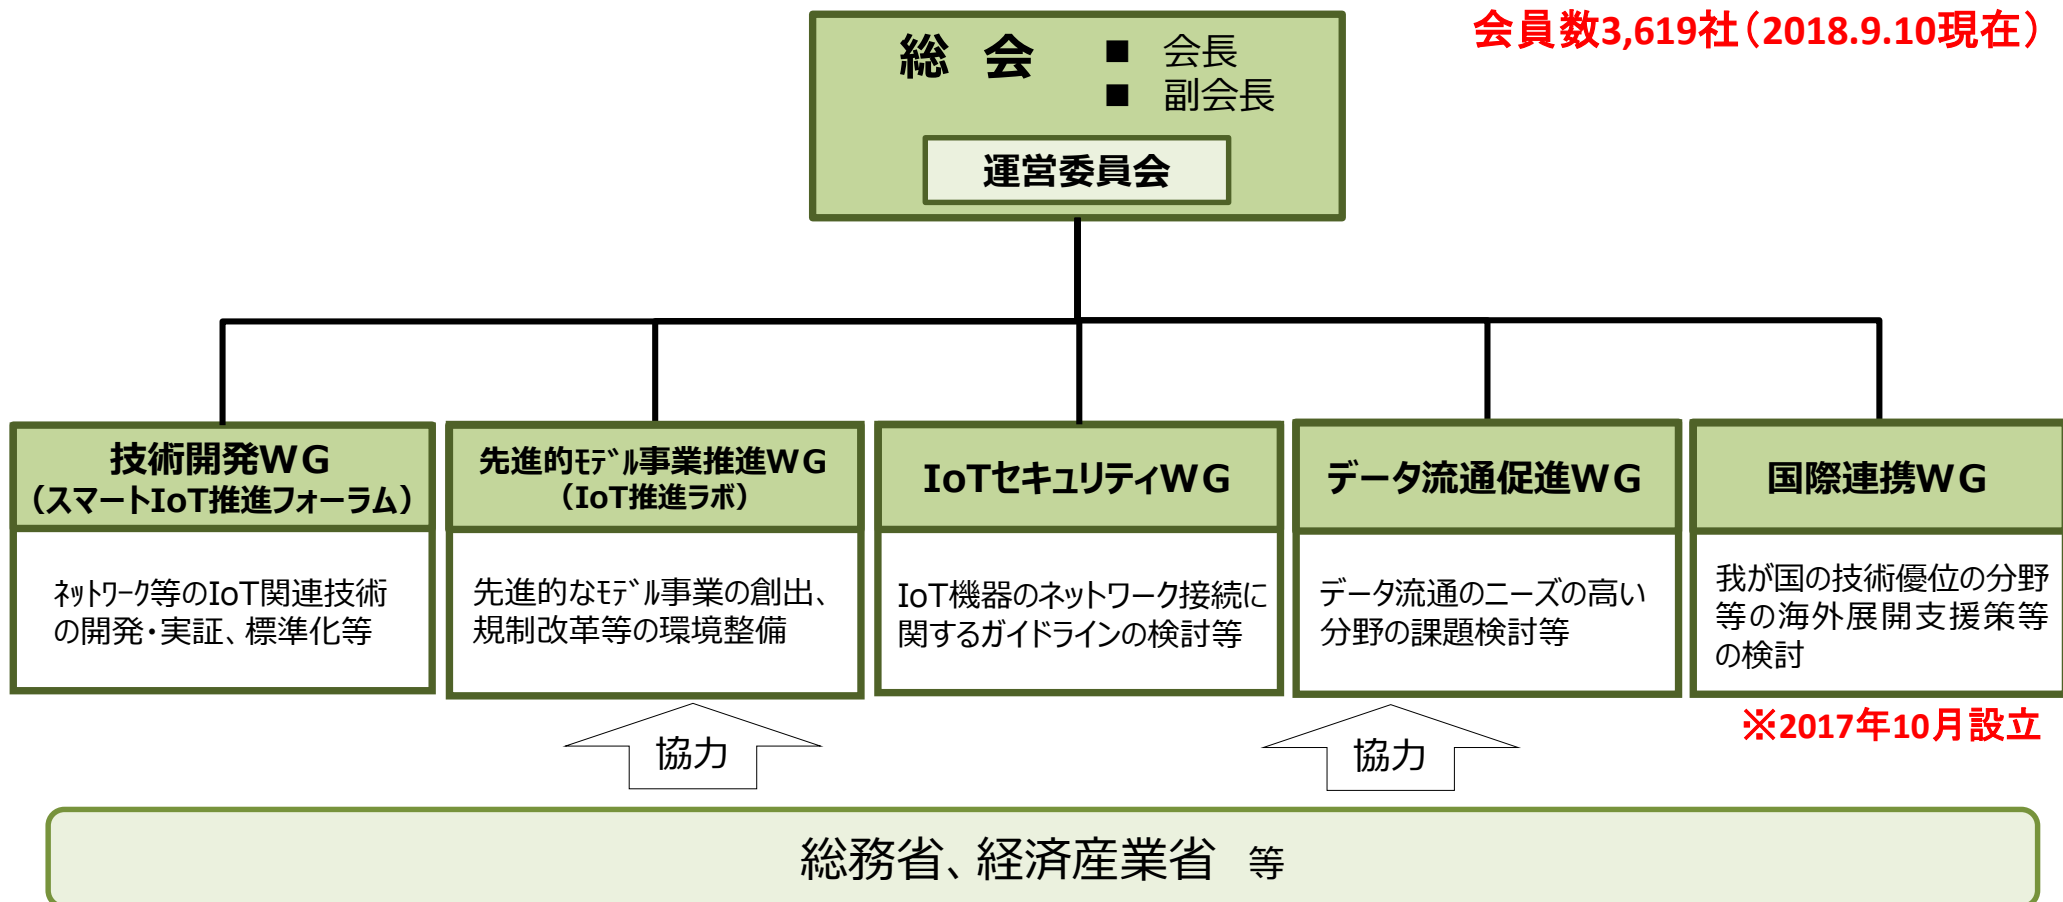 会員数3,619社（2018.9.10現在）
総　会
■ 会長
■ 副会長
運営委員会
技術開発WG
（スマートIoT推進フォーラム）
ﾈｯﾄﾜｰｸ等のIoT関連技術
の開発・実証、標準化等
先進的ﾓﾃﾞﾙ事業推進WG
（IoT推進ラボ）
先進的なﾓﾃﾞﾙ事業の創出、
規制改革等の環境整備
IoTセキュリティWG
IoT機器のネットワーク接続に
関するガイドラインの検討等
データ流通促進WG
データ流通のニーズの高い
分野の課題検討等
国際連携WG
我が国の技術優位の分野
等の海外展開支援策等
の検討
※2017年10月設立
協力
協力
総務省、経済産業省　等